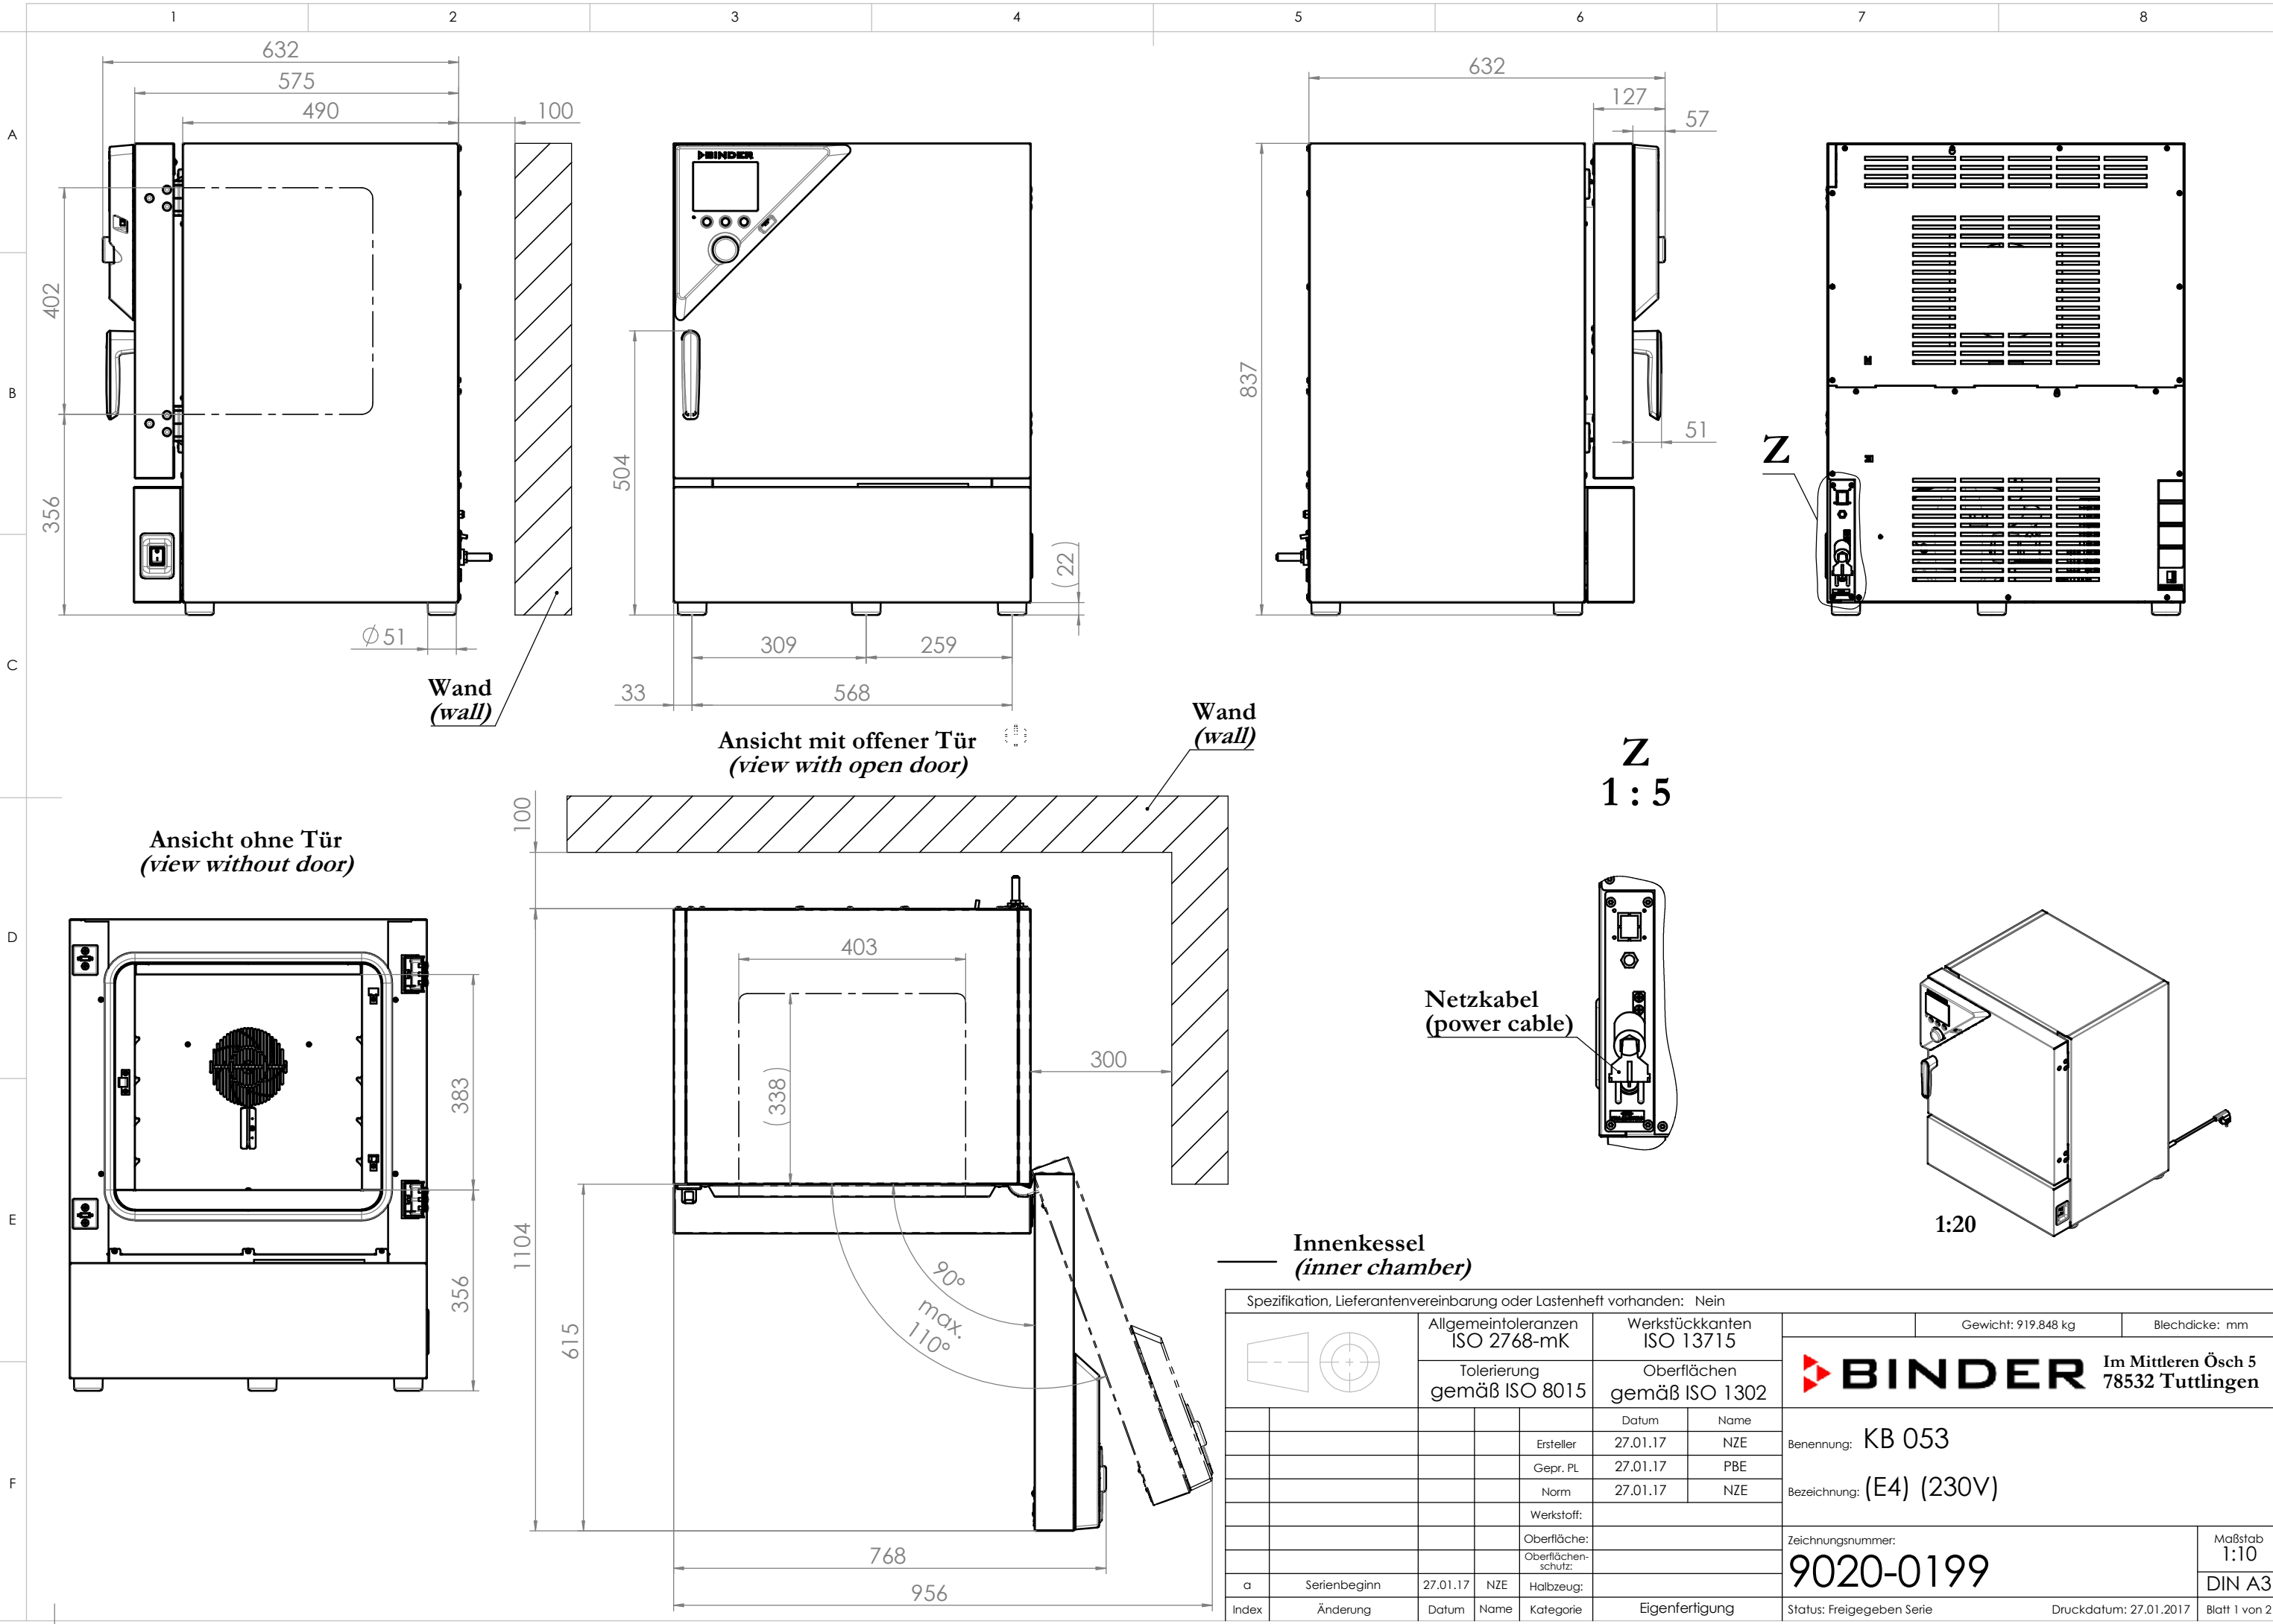 1 2 3 4 5 6 7 8
A
B
C
D
E
F
632
575
490
100
402
356
Ø 51
Wand
(wall)
BINDER
504
(22)
309
259
33
568
632
127
57
837
51
Z
Ansicht mit offener Tür
(view with open door)
Wand
(wall)
100
403
(338)
300
1104
615
90°
max.
110°
768
956
Ansicht ohne Tür
(view without door)
383
356
Z
1 : 5
Netzkabel
(power cable)
1:20
Innenkessel
(inner chamber)
Spezifikation, Lieferantenvereinbarung oder Lastenheft vorhanden: Nein
Allgemeintoleranzen
ISO 2768-mK
Werkstückkanten
ISO 13715
Tolerierung
gemäß ISO 8015
Oberflächen
gemäß ISO 1302
Gewicht: 919.848 kg
Blechdicke: mm
BINDER
Im Mittleren Ösch 5
78532 Tuttlingen
Datum Name
Ersteller 27.01.17 NZE
Gepr. PL 27.01.17 PBE
Norm 27.01.17 NZE
Werkstoff:
Oberfläche:
Oberflächen-
schutz:
a Serienbeginn 27.01.17 NZE Halbzeug:
Index Änderung Datum Name Kategorie Eigenfertigung
Benennung: KB 053
Bezeichnung: (E4) (230V)
Zeichnungsnummer:
9020-0199
Maßstab
1:10
DIN A3
Status: Freigegeben Serie Druckdatum: 27.01.2017 Blatt 1 von 2